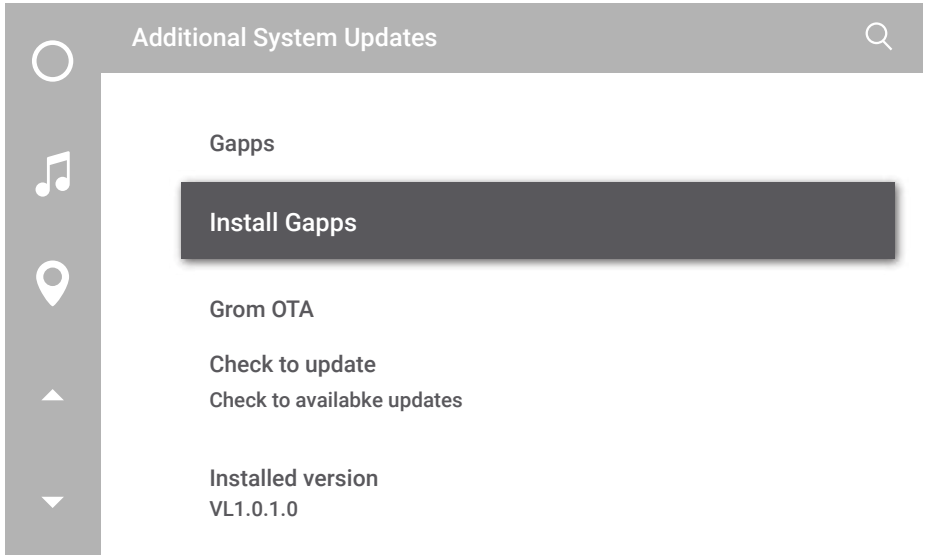 Additional System Updates
Gapps
Install Gapps
Grom OTA
Check to update
Check to availabke updates
Installed version
VL1.0.1.0